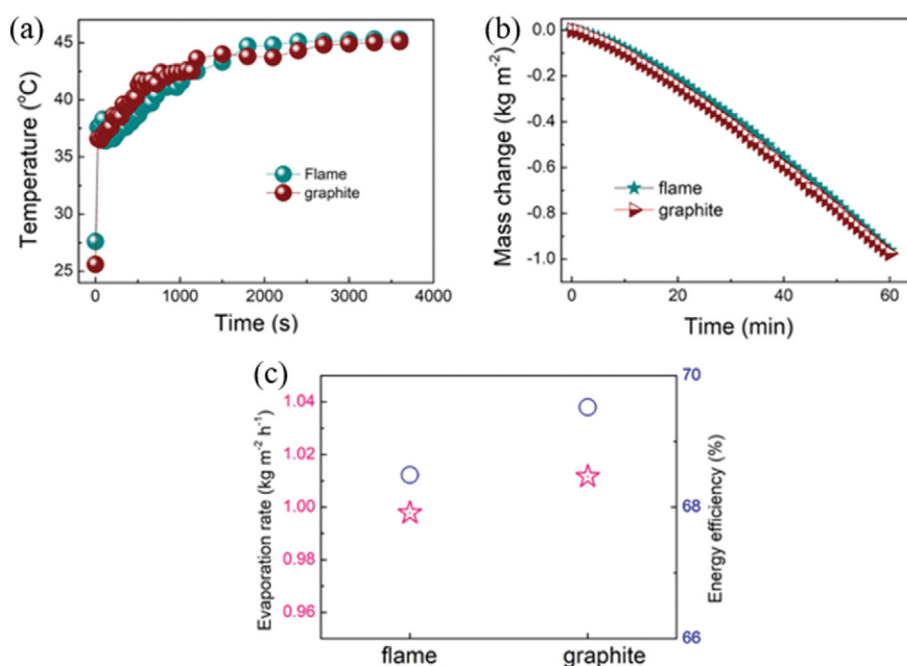 (a)
45
40
35
30
25
Temperature (°C)
Flame
graphite
0
1000
2000
3000
4000
Time (s)
(b)
0.0
-0.2
-0.4
-0.6
-0.8
-1.0
Mass change (kg m⁻²)
flame
graphite
0
20
40
60
Time (min)
(c)
1.04
1.02
1.00
0.98
0.96
Evaporation rate (kg m⁻² h⁻¹)
70
68
66
Energy efficiency (%)
flame
graphite